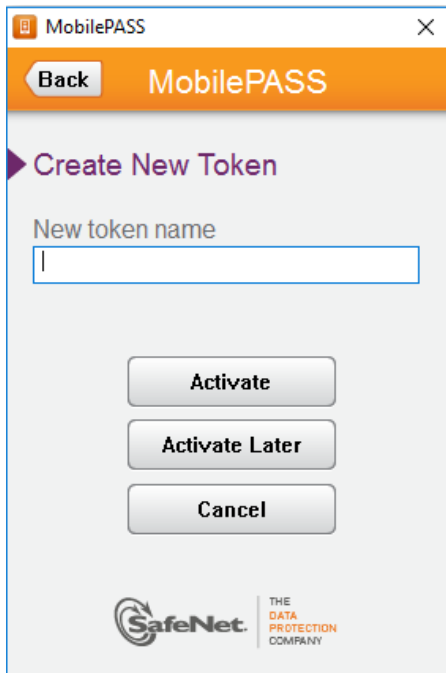 MobilePASS
Back
MobilePASS
Create New Token
New token name
Activate
Activate Later
Cancel
SafeNet.
THE
DATA
PROTECTION
COMPANY